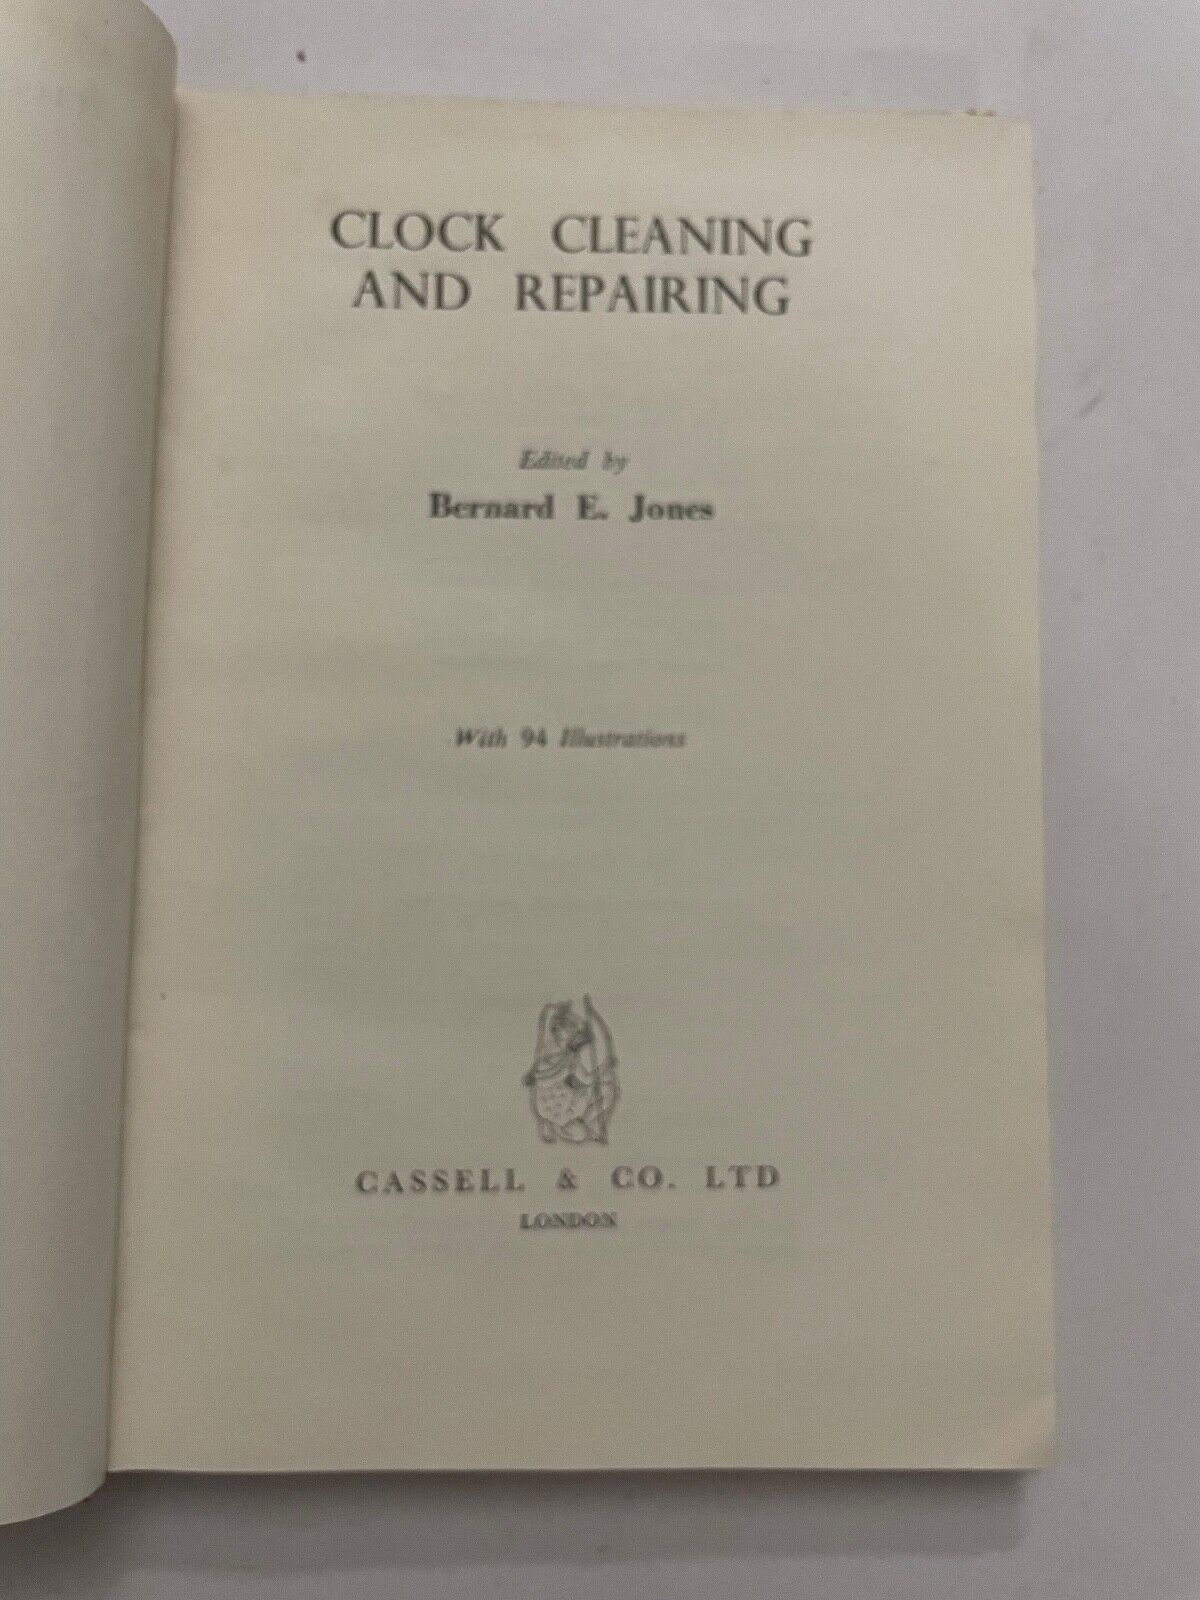 CLOCK CLEANING
AND REPAIRING
Edited by
Bernard E. Jones
With 94 Illustrations
CASSELL & CO. LTD
LONDON